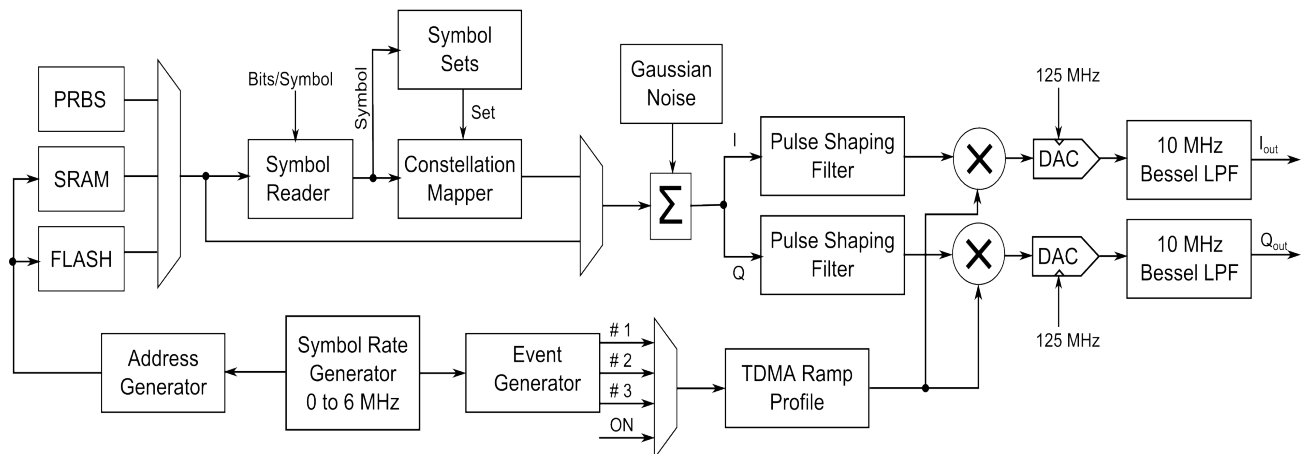 PRBS
SRAM
FLASH
Bits/Symbol
Symbol
Reader
Symbol
Symbol
Sets
Set
Constellation
Mapper
Gaussian
Noise
Σ
I
Q
Pulse Shaping
Filter
Pulse Shaping
Filter
X
X
125 MHz
DAC
DAC
125 MHz
10 MHz
Bessel LPF
10 MHz
Bessel LPF
Iout
Qout
Address
Generator
Symbol Rate
Generator
0 to 6 MHz
Event
Generator
# 1
# 2
# 3
ON
TDMA Ramp
Profile